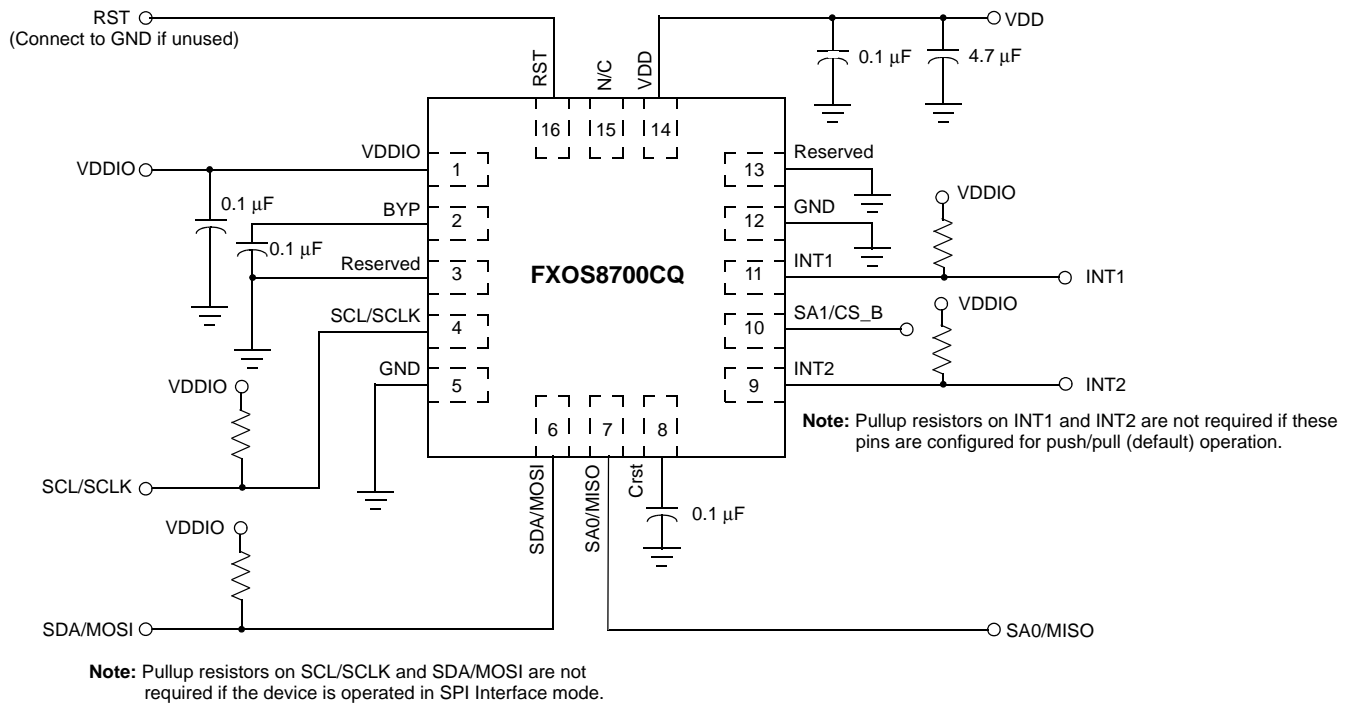 RST
(Connect to GND if unused)
RST
N/C
VDD
VDD
0.1 μF
4.7 μF
16
15
14
VDDIO
VDDIO
1
0.1 μF
BYP
2
0.1 μF
Reserved
3
SCL/SCLK
4
GND
5
FXOS8700CQ
13
Reserved
12
GND
VDDIO
11
INT1
INT1
10
SA1/CS_B
VDDIO
9
INT2
INT2
Note: Pullup resistors on INT1 and INT2 are not required if these
pins are configured for push/pull (default) operation.
VDDIO
SCL/SCLK
6
7
8
SDA/MOSI
SA0/MISO
Crst
0.1 μF
VDDIO
SDA/MOSI
SA0/MISO
Note: Pullup resistors on SCL/SCLK and SDA/MOSI are not
required if the device is operated in SPI Interface mode.